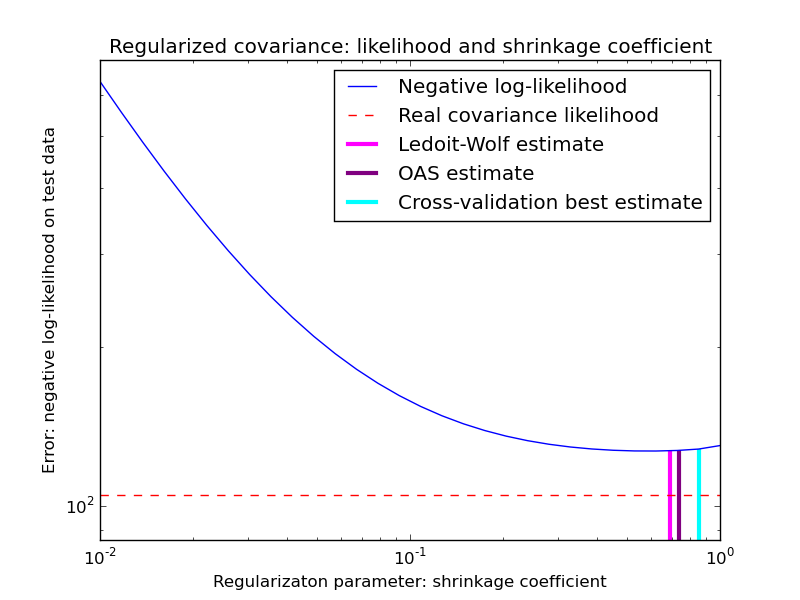 Regularized covariance: likelihood and shrinkage coefficient
Negative log-likelihood
Real covariance likelihood
Ledoit-Wolf estimate
OAS estimate
Cross-validation best estimate
Error: negative log-likelihood on test data
10²
10⁻² 10⁻¹ 10⁰
Regularizaton parameter: shrinkage coefficient